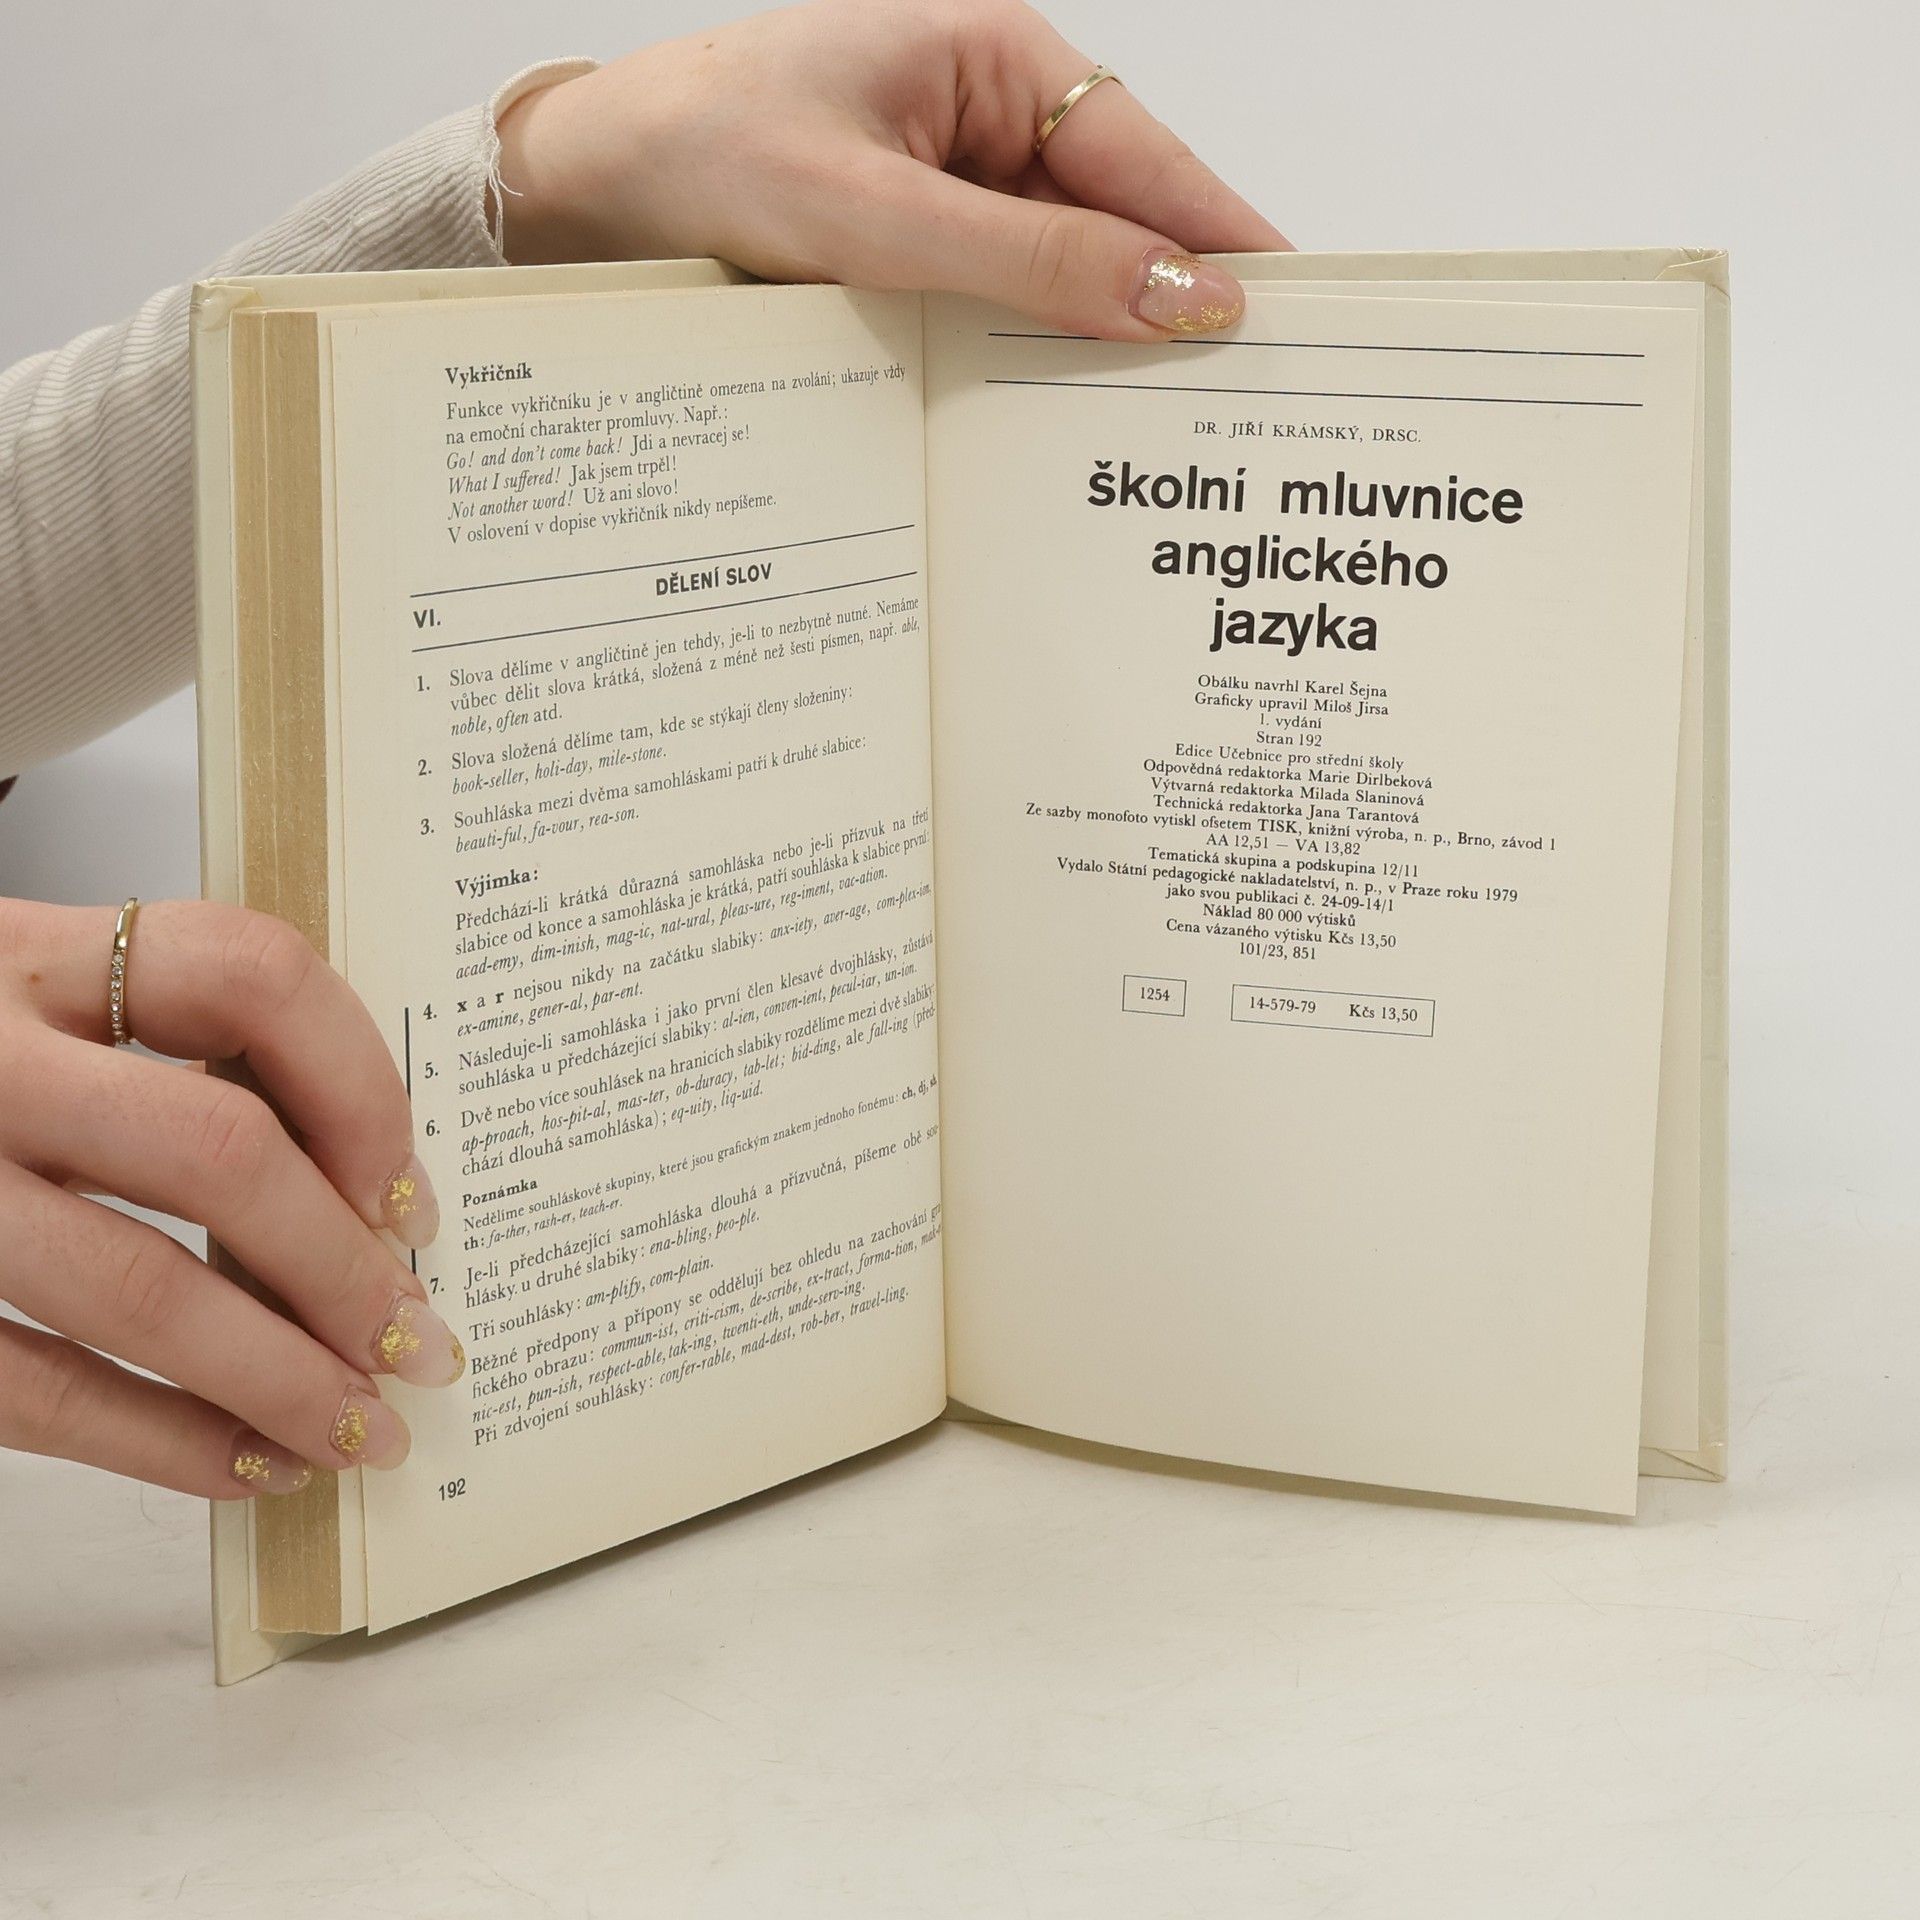 Vykřičník
Funkce vykřičníku je v angličtině omezena na zvolání; ukazuje vždy
na emoční charakter promluvy. Např.:
Go! and don't come back! Jdi a nevracej se!
What I suffered! Jak jsem trpěl!
Not another word! Už ani slovo!
V oslovení v dopise vykřičník nikdy nepíšeme.
VI. DĚLENÍ SLOV
1. Slova dělíme v angličtině jen tehdy, je-li to nezbytně nutné. Nemáme
vůbec dělit slova krátká, složená z méně než šesti písmen, např. able,
noble, often atd.
2. Slova složená dělíme tam, kde se stýkají členy složeniny:
book-seller, holi-day, mile-stone.
3. Souhláska mezi dvěma samohláskami patří k druhé slabice:
beauti-ful, fa-vour, rea-son.
Výjimka:
Předchází-li krátká důrazná samohláska nebo je-li přízvuk na třetí
slabice od konce a samohláska je krátká, patří souhláska k slabice první:
acad-emy, dim-inish, mag-ic, nat-ural, pleas-ure, reg-iment, vac-ation.
4. x a r nejsou nikdy na začátku slabiky: anx-iety, aver-age, com-plex-ion,
ex-amine, gener-al, par-ent.
5. Následuje-li samohláska i jako první člen klesavé dvojhlásky, zůstává
souhláska u předcházející slabiky: al-ien, conven-ient, pecul-iar, un-ion.
6. Dvě nebo více souhlásek na hranicích slabiky rozdělíme mezi dvě slabiky:
ap-proach, hos-pit-al, mas-ter, ob-duracy, tab-let; bid-ding, ale fall-ing (před-
chází dlouhá samohláska); eq-uity, liq-uid.
Poznámka
Nedělíme souhláskové skupiny, které jsou grafickým znakem jednoho fonému: ch, dj, sh,
th: fa-ther, rash-er, teach-er.
7. Je-li předcházející samohláska dlouhá a přízvučná, píšeme obě sou-
hlásky u druhé slabiky: ena-bling, peo-ple.
Tři souhlásky: am-plify, com-plain.
Běžné předpony a přípony se oddělují bez ohledu na zachování gra-
fického obrazu: commun-ist, criti-cism, de-scribe, ex-tract, forma-tion,
nic-est, pun-ish, respect-able, tak-ing, twenti-eth, unde-serv-ing.
Při zdvojení souhlásky: confer-rable, mad-dest, rob-ber, travel-ling.
192
DR. JIŘÍ KRÁMSKÝ, DRSC.
školní mluvnice
anglického
jazyka
Obálku navrhl Karel Šejna
Graficky upravil Miloš Jirsa
1. vydání
Stran 192
Edice Učebnice pro střední školy
Odpovědná redaktorka Marie Dirlbeková
Výtvarná redaktorka Milada Slaninová
Technická redaktorka Jana Tarantová
Ze sazby monofoto vytiskl ofsetem TISK, knižní výroba, n. p., Brno, závod 1
AA 12,51 — VA 13,82
Tematická skupina a podskupina 12/11
Vydalo Státní pedagogické nakladatelství, n. p., v Praze roku 1979
jako svou publikaci č. 24-09-14/1
Náklad 80 000 výtisků
Cena vázaného výtisku Kčs 13,50
101/23, 851
1254 14-579-79 Kčs 13,50